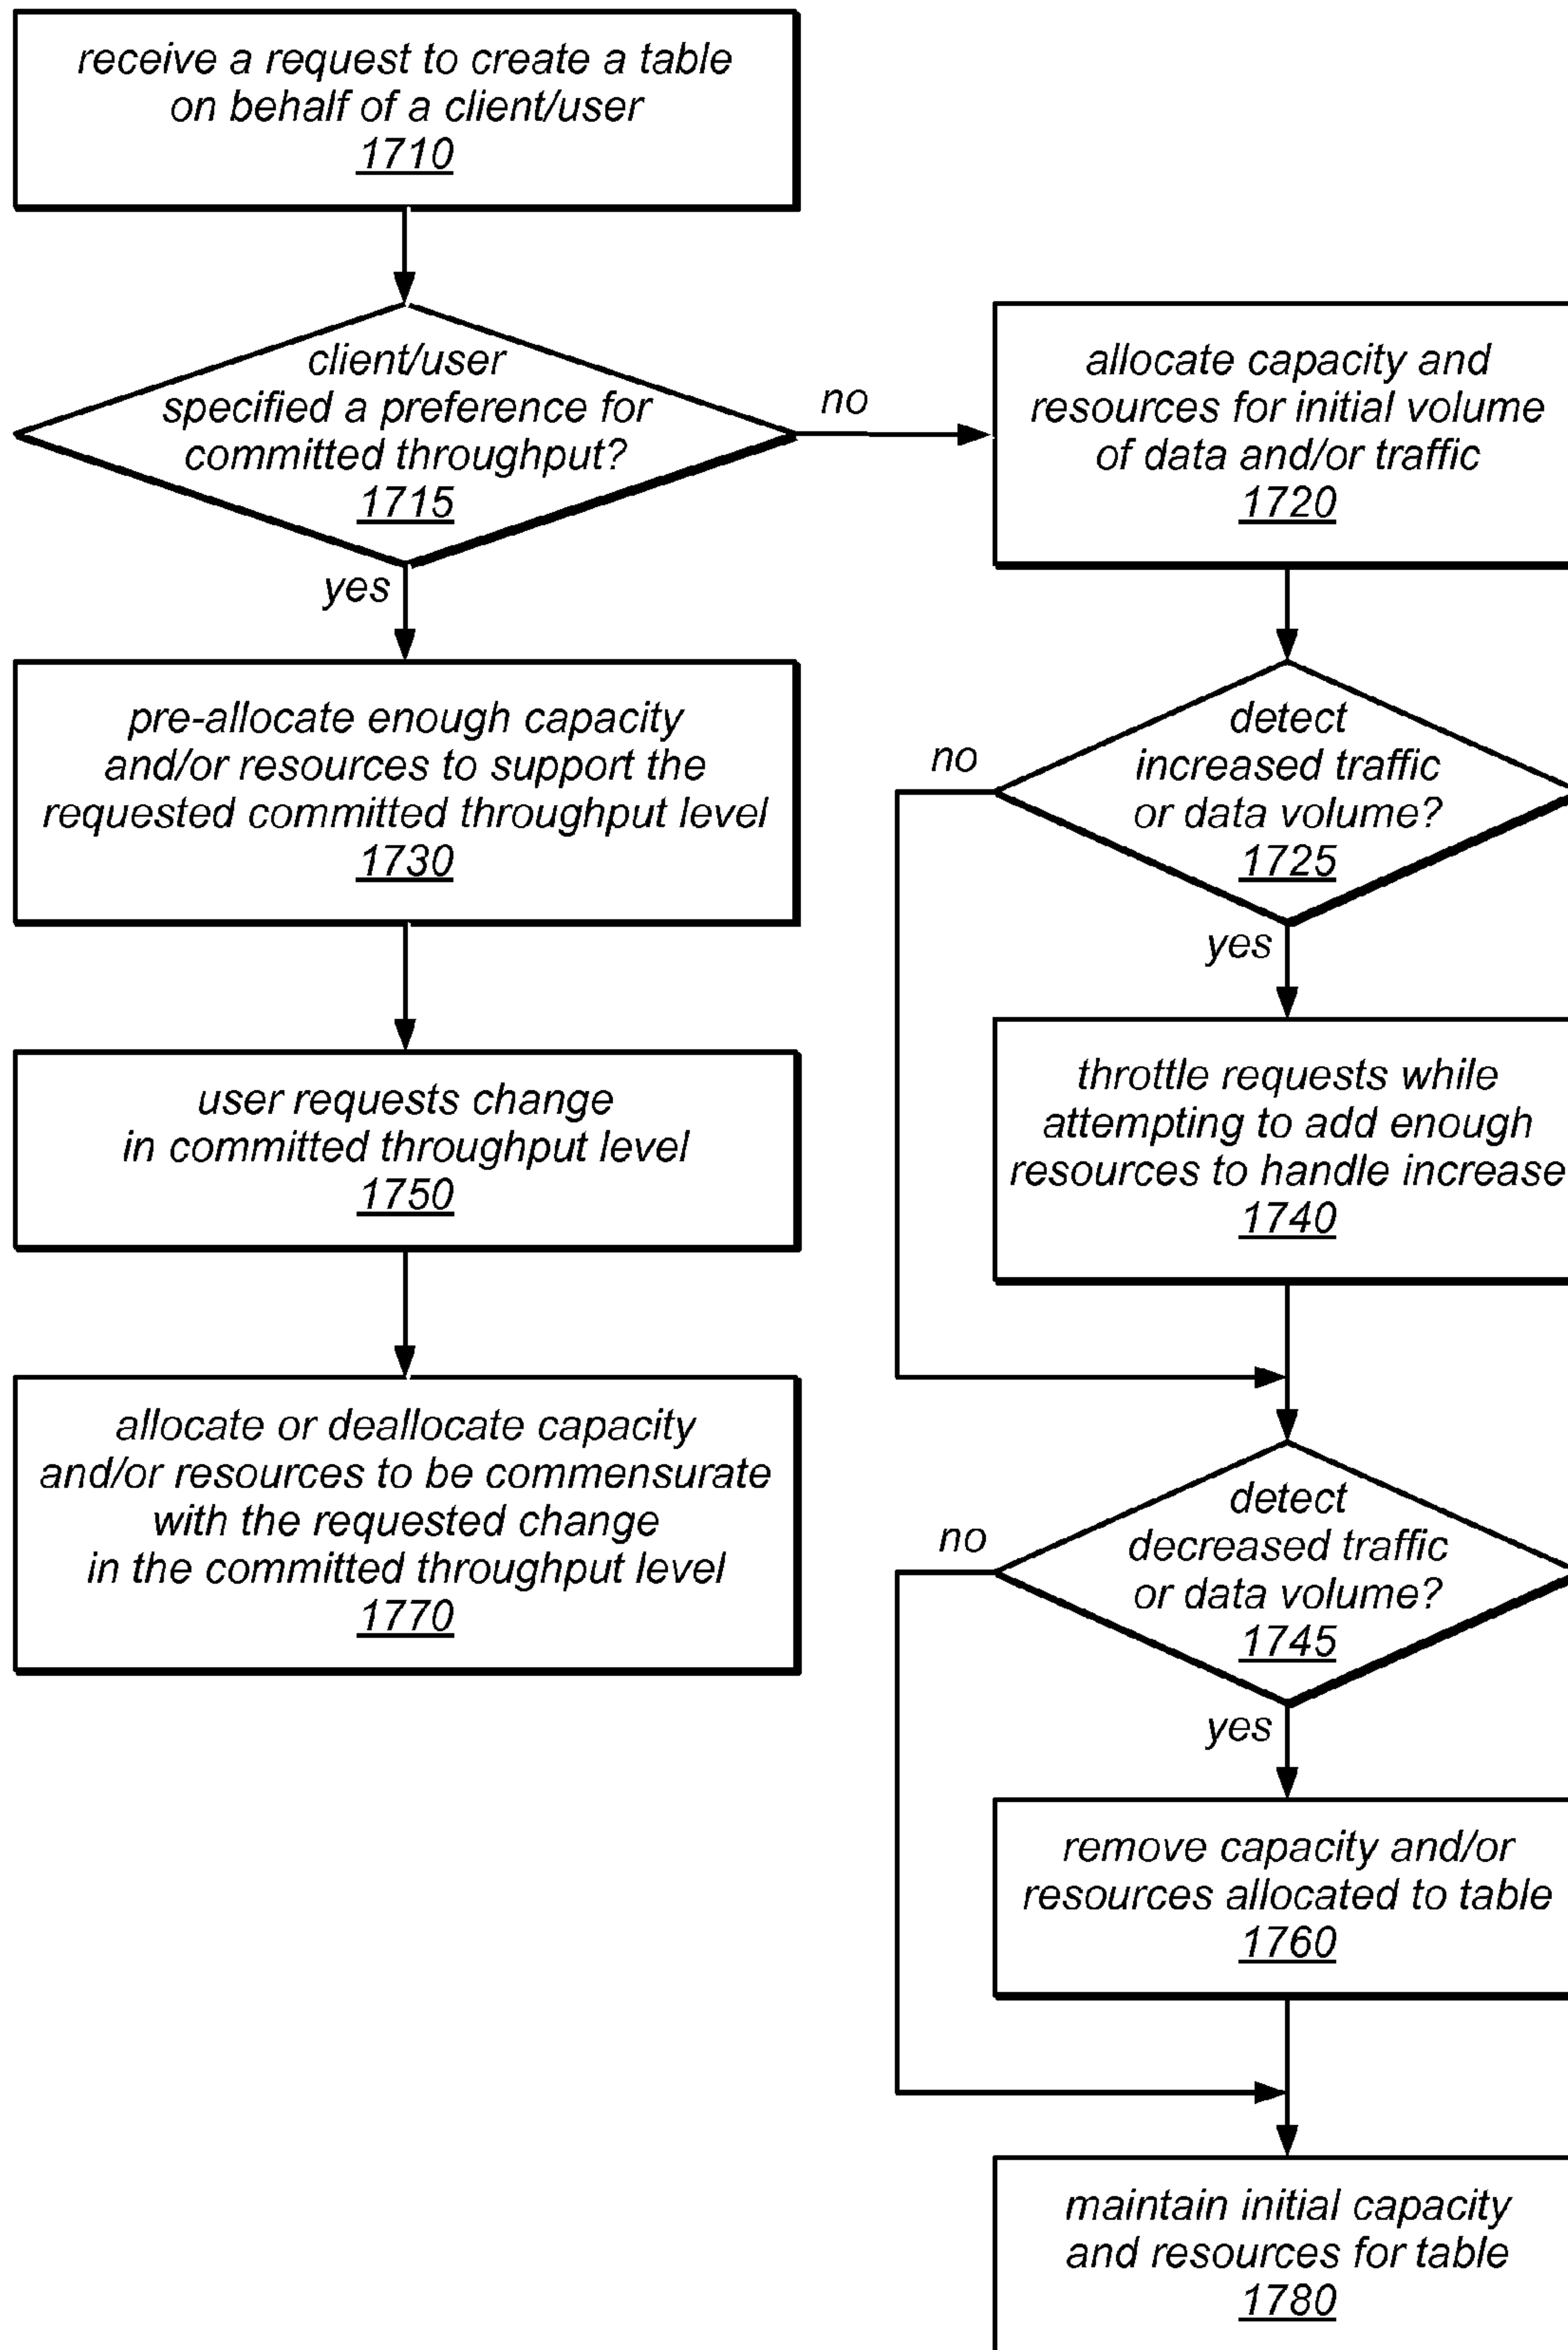 receive a request to create a table
on behalf of a client/user
1710
client/user
specified a preference for
committed throughput?
1715
no
yes
allocate capacity and
resources for initial volume
of data and/or traffic
1720
pre-allocate enough capacity
and/or resources to support the
requested committed throughput level
1730
detect
increased traffic
or data volume?
1725
no
yes
user requests change
in committed throughput level
1750
throttle requests while
attempting to add enough
resources to handle increase
1740
allocate or deallocate capacity
and/or resources to be commensurate
with the requested change
in the committed throughput level
1770
detect
decreased traffic
or data volume?
1745
no
yes
remove capacity and/or
resources allocated to table
1760
maintain initial capacity
and resources for table
1780